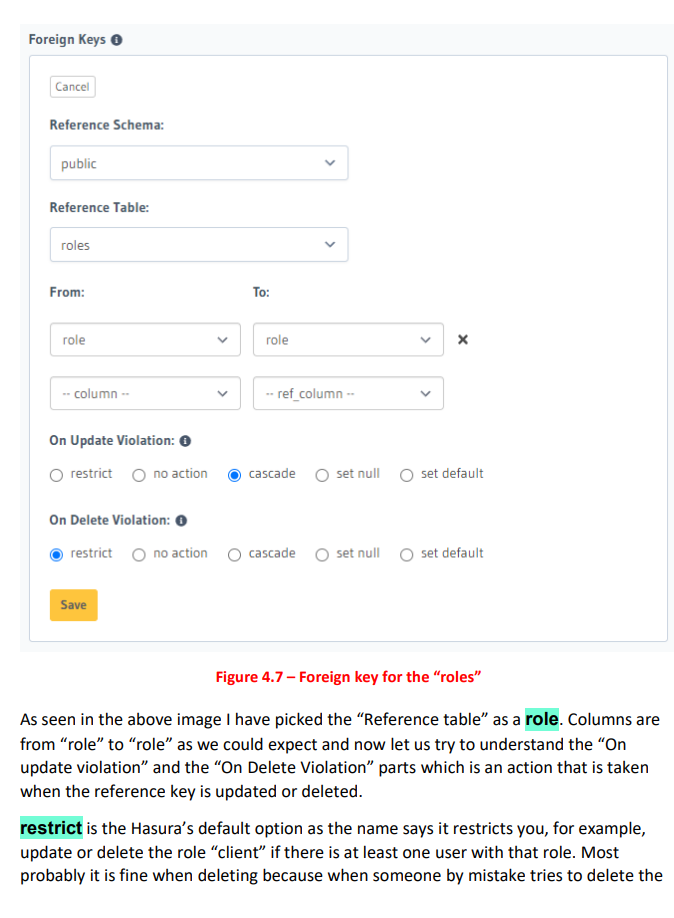 Foreign Keys
Cancel
Reference Schema:
public
Reference Table:
roles
From: To:
role role
-- column -- -- ref_column --
On Update Violation:
restrict no action cascade set null set default
On Delete Violation:
restrict no action cascade set null set default
Save
Figure 4.7 – Foreign key for the “roles”
As seen in the above image I have picked the “Reference table” as a role. Columns are
from “role” to “role” as we could expect and now let us try to understand the “On
update violation” and the “On Delete Violation” parts which is an action that is taken
when the reference key is updated or deleted.
restrict is the Hasura’s default option as the name says it restricts you, for example,
update or delete the role “client” if there is at least one user with that role. Most
probably it is fine when deleting because when someone by mistake tries to delete the